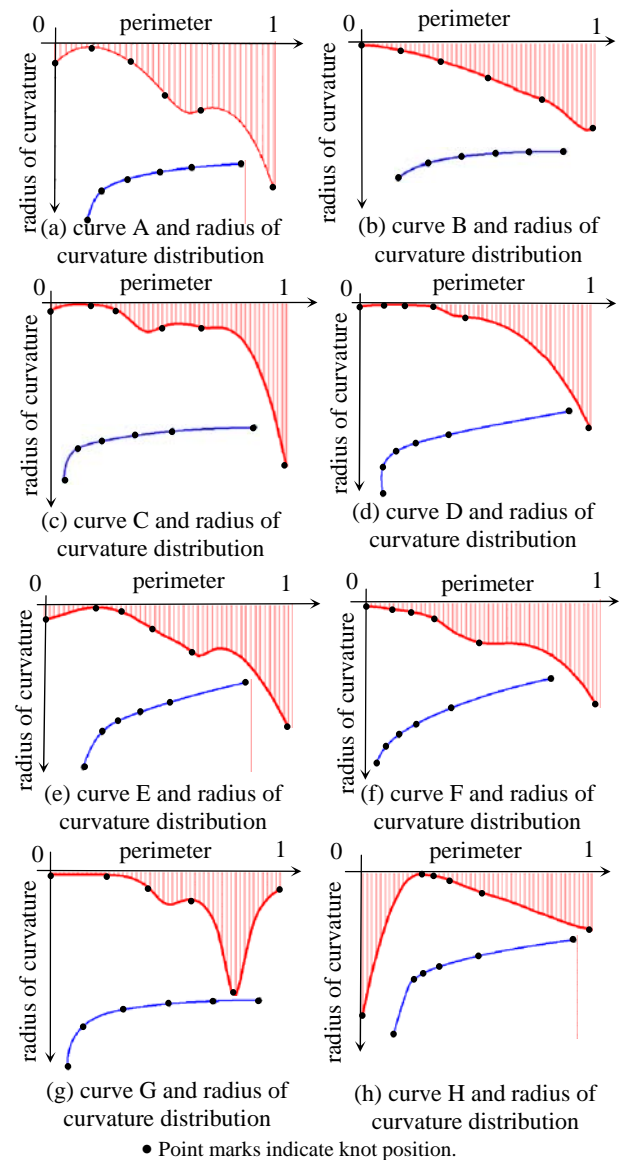 0 perimeter 1
radius of curvature
(a) curve A and radius of
curvature distribution
0 perimeter 1
radius of curvature
(b) curve B and radius of
curvature distribution
0 perimeter 1
radius of curvature
(c) curve C and radius of
curvature distribution
0 perimeter 1
radius of curvature
(d) curve D and radius of
curvature distribution
0 perimeter 1
radius of curvature
(e) curve E and radius of
curvature distribution
0 perimeter 1
radius of curvature
(f) curve F and radius of
curvature distribution
0 perimeter 1
radius of curvature
(g) curve G and radius of
curvature distribution
0 perimeter 1
radius of curvature
(h) curve H and radius of
curvature distribution
● Point marks indicate knot position.